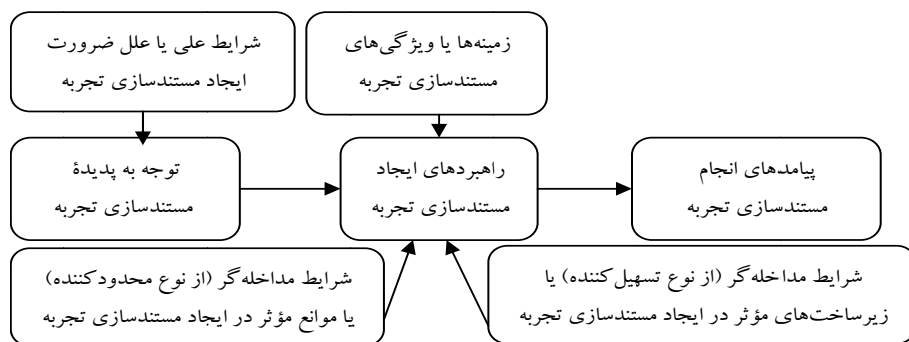 شرایط علی یا علل ضرورت
ایجاد مستندسازی تجربه
زمینه‌ها یا ویژگی‌های
مستندسازی تجربه
توجه به پدیدۀ
مستندسازی تجربه
راهبردهای ایجاد
مستندسازی تجربه
پیامدهای انجام
مستندسازی تجربه
شرایط مداخله‌گر (از نوع محدودکننده)
یا موانع مؤثر در ایجاد مستندسازی تجربه
شرایط مداخله‌گر (از نوع تسهیل‌کننده) یا
زیرساخت‌های مؤثر در ایجاد مستندسازی تجربه